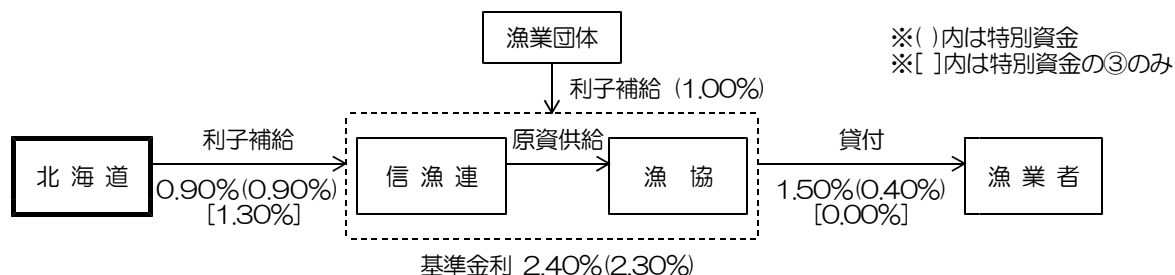 漁業団体
※( )内は特別資金
※[ ]内は特別資金の③のみ
利子補給 (1.00%)
利子補給
原資供給
貸付
北 海 道
信 漁 連
漁 協
漁 業 者
0.90%(0.90%)
[1.30%]
1.50%(0.40%)
[0.00%]
基準金利 2.40%(2.30%)